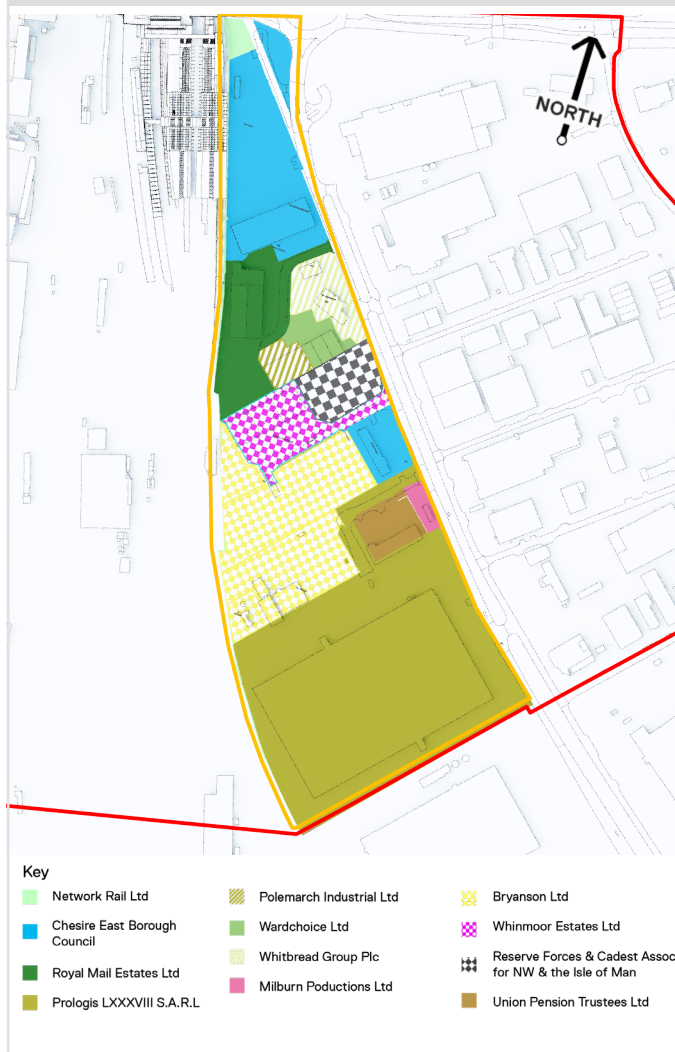 NORTH
Key
Network Rail Ltd
Chesire East Borough
Council
Royal Mail Estates Ltd
Prologis LXXXVIII S.A.R.L
Polemarch Industrial Ltd
Wardchoice Ltd
Whitbread Group Plc
Milburn Poductions Ltd
Bryanson Ltd
Whinmoor Estates Ltd
Reserve Forces & Cadest Assoc
for NW & the Isle of Man
Union Pension Trustees Ltd